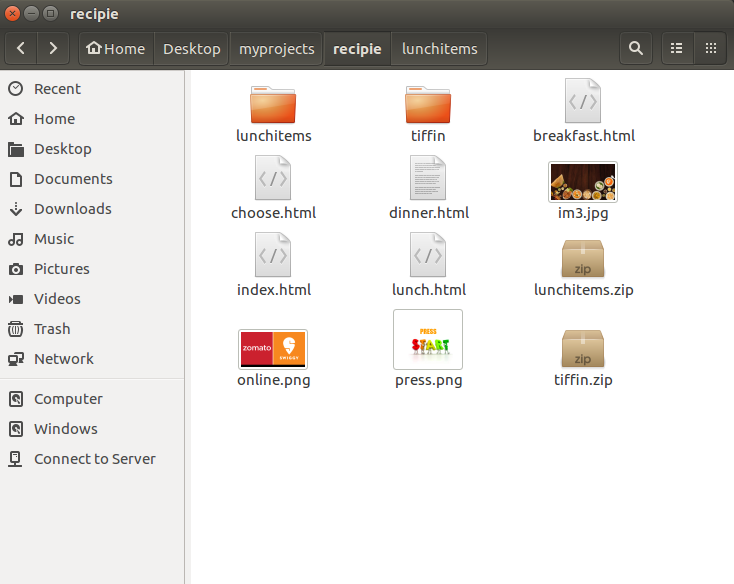 recipie
Home Desktop myprojects recipie lunchitems
Recent
Home
Desktop
Documents
Downloads
Music
Pictures
Videos
Trash
Network
Computer
Windows
Connect to Server
lunchitems tiffin breakfast.html
choose.html dinner.html im3.jpg
zip
index.html lunch.html lunchitems.zip
zomato SWIGGY
PRESS
START
zip
online.png press.png tiffin.zip